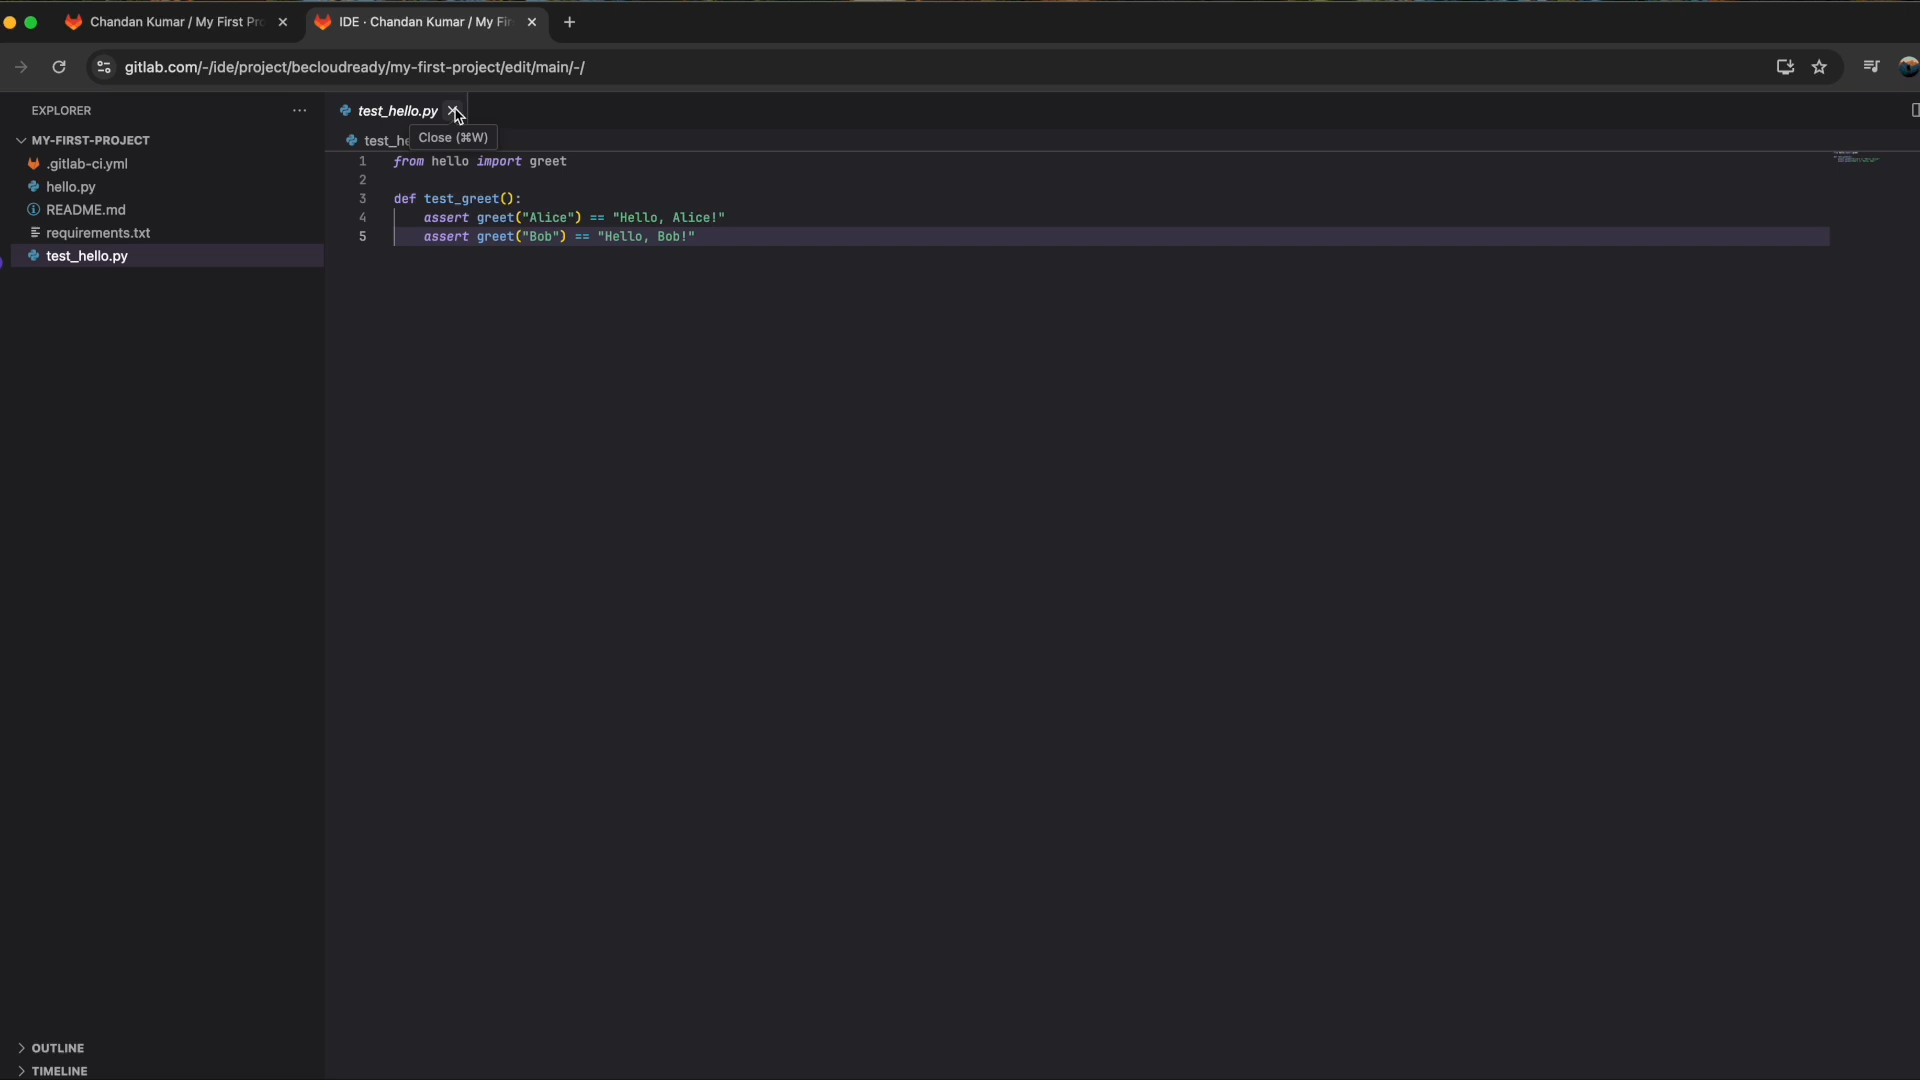 Chandan Kumar / My First Pr
IDE · Chandan Kumar / My Fir
gitlab.com/-/ide/project/becloudready/my-first-project/edit/main/-/
EXPLORER
MY-FIRST-PROJECT
.gitlab-ci.yml
hello.py
README.md
requirements.txt
test_hello.py
OUTLINE
TIMELINE
test_hello.py
test_he
Close (⌘W)
1 from hello import greet
2
3 def test_greet():
4 assert greet("Alice") == "Hello, Alice!"
5 assert greet("Bob") == "Hello, Bob!"